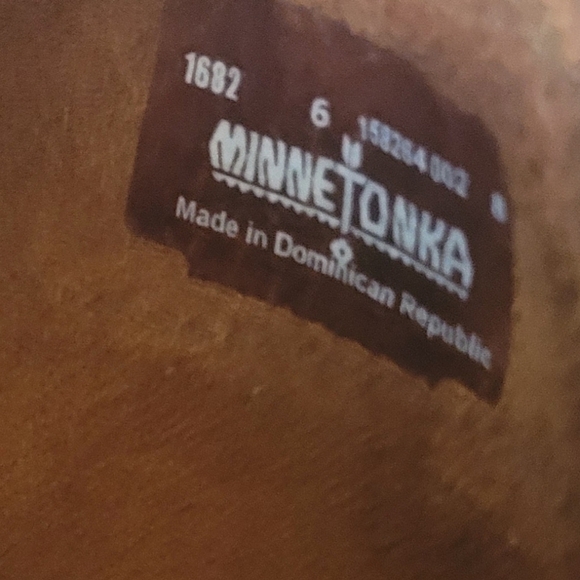 1682 6 158264 002
MINNETONKA
Made in Dominican Republic